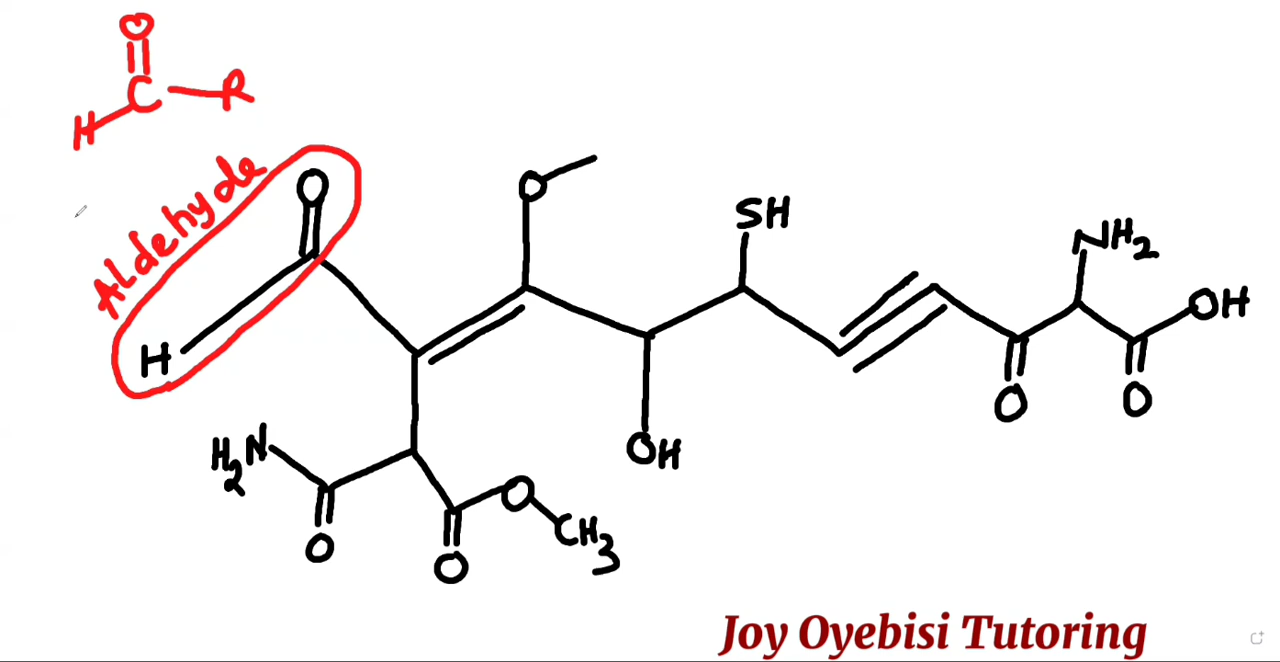 O
H C R
Aldehyde
O
H
O
SH
NH2
OH
O
O
OH
H2N
O
O
O
CH3
Joy Oyebisi Tutoring